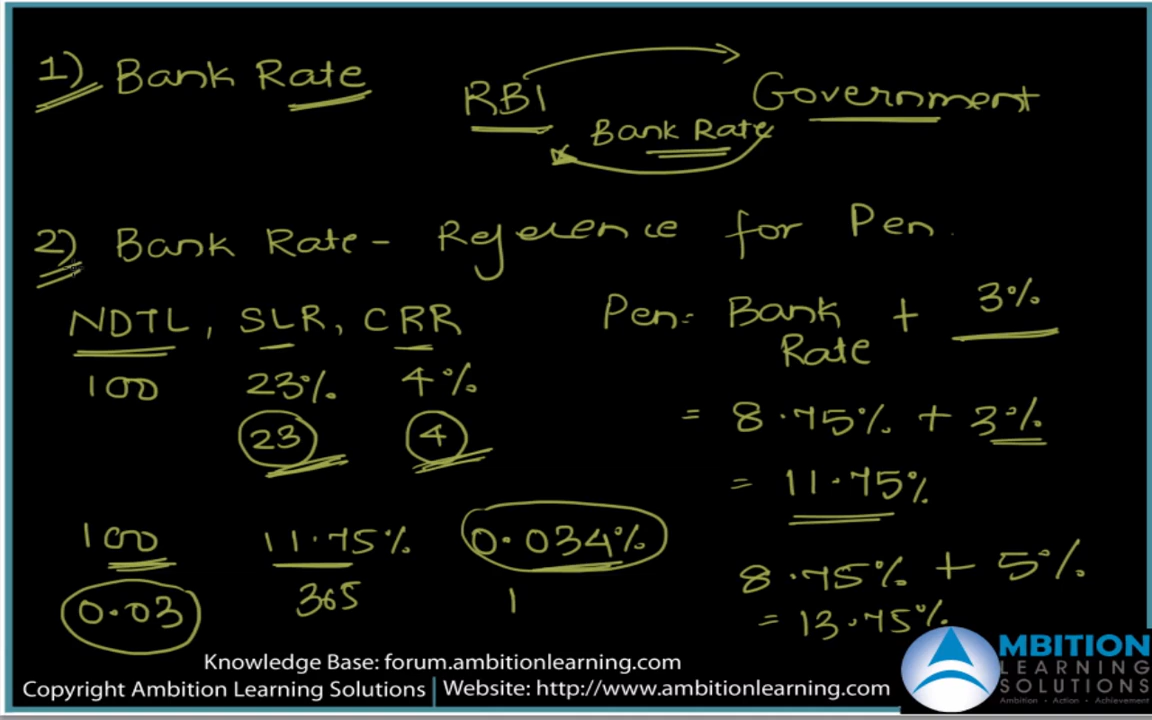 1) Bank Rate
RBI
Government
Bank Rate
2) Bank Rate - Reference for Pen.
NDTL, SLR, CRR
100 23% 4%
23 4
Pen = Bank Rate + 3%
= 8.75% + 3%
= 11.75%
100 11.75% 0.034%
0.03 365 1
8.75% + 5%
= 13.75%
Knowledge Base: forum.ambitionlearning.com
Copyright Ambition Learning Solutions | Website: http://www.ambitionlearning.com
AMBITION
LEARNING
SOLUTIONS
Ambition • Action • Achievement